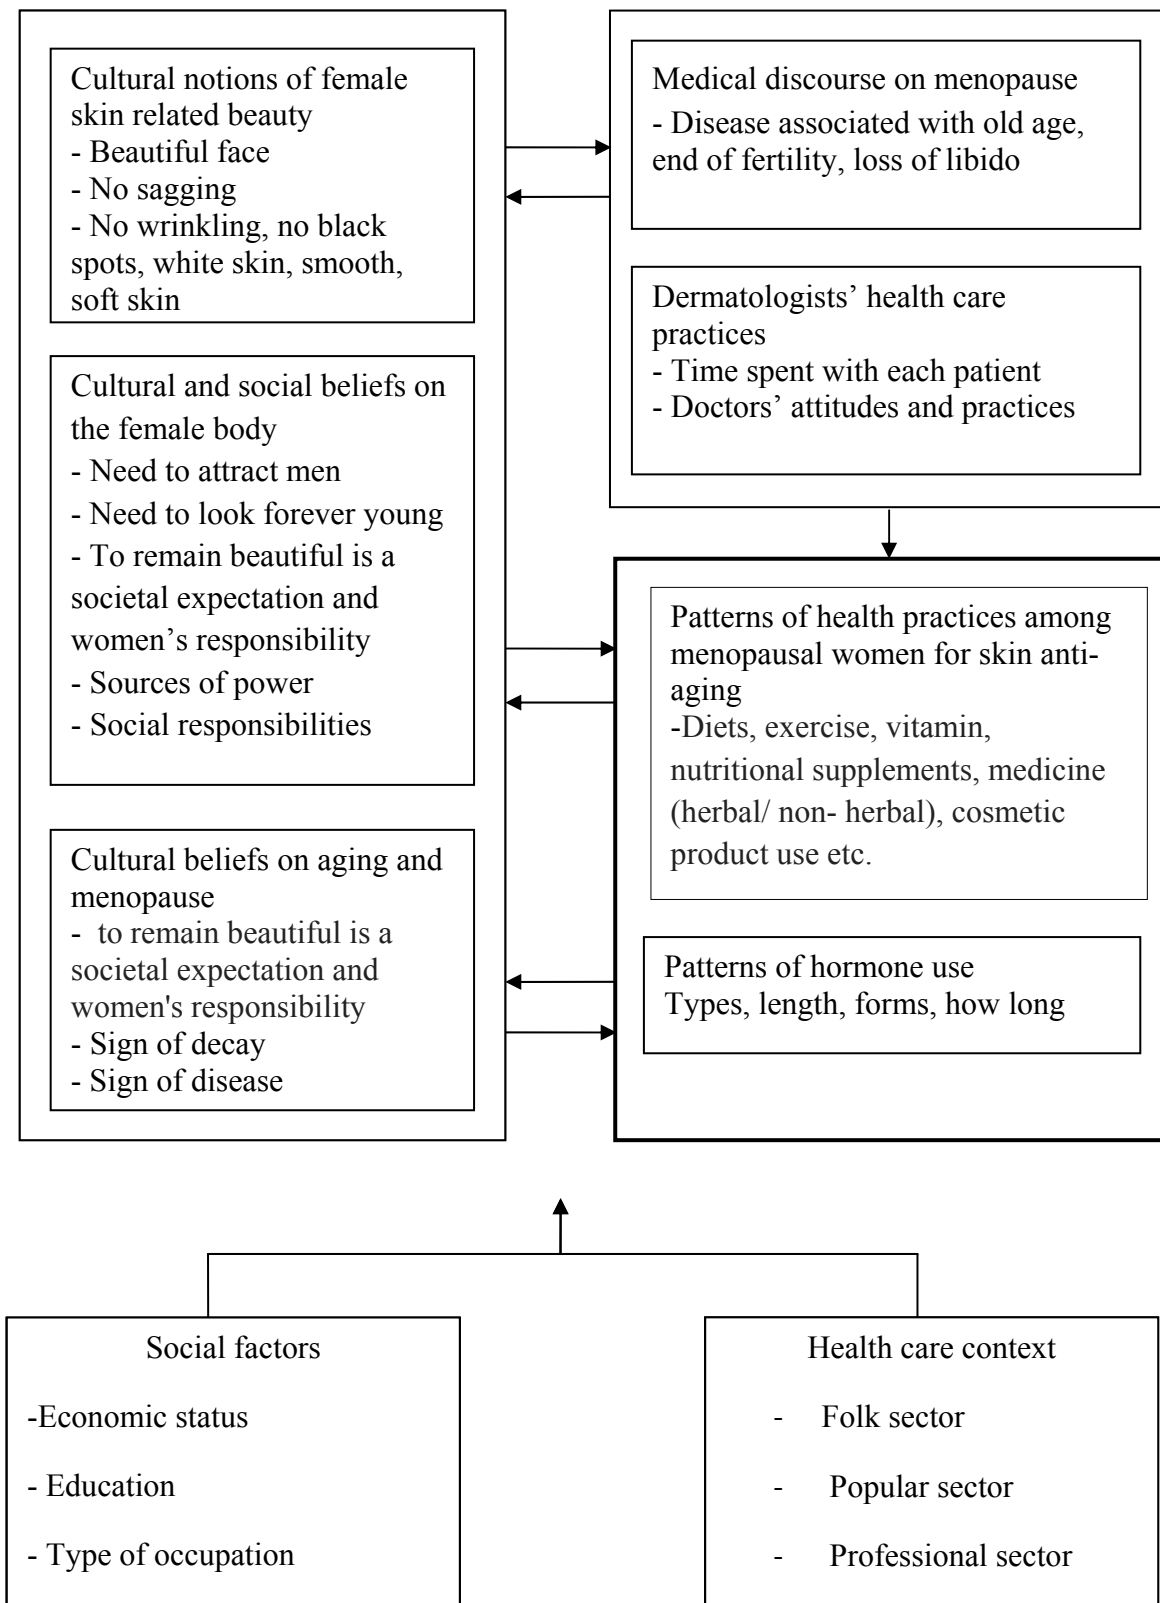 Cultural notions of female
skin related beauty
- Beautiful face
- No sagging
- No wrinkling, no black
spots, white skin, smooth,
soft skin
Cultural and social beliefs on
the female body
- Need to attract men
- Need to look forever young
- To remain beautiful is a
societal expectation and
women’s responsibility
- Sources of power
- Social responsibilities
Cultural beliefs on aging and
menopause
- to remain beautiful is a
societal expectation and
women's responsibility
- Sign of decay
- Sign of disease
Medical discourse on menopause
- Disease associated with old age,
end of fertility, loss of libido
Dermatologists’ health care
practices
- Time spent with each patient
- Doctors’ attitudes and practices
Patterns of health practices among
menopausal women for skin anti-
aging
-Diets, exercise, vitamin,
nutritional supplements, medicine
(herbal/ non- herbal), cosmetic
product use etc.
Patterns of hormone use
Types, length, forms, how long
Social factors
-Economic status
- Education
- Type of occupation
Health care context
- Folk sector
- Popular sector
- Professional sector